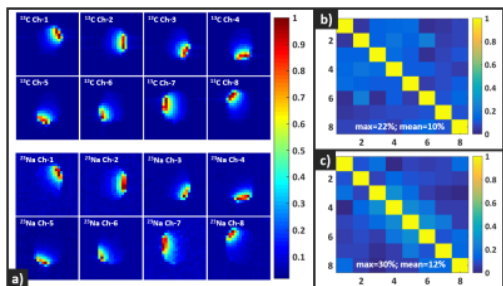 ¹³C Ch-1 ¹³C Ch-2 ¹³C Ch-3 ¹³C Ch-4
¹³C Ch-5 ¹³C Ch-6 ¹³C Ch-7 ¹³C Ch-8
²³Na Ch-1 ²³Na Ch-2 ²³Na Ch-3 ²³Na Ch-4
²³Na Ch-5 ²³Na Ch-6 ²³Na Ch-7 ²³Na Ch-8
a)
1
0.9
0.8
0.7
0.6
0.5
0.4
0.3
0.2
0.1
b)
2
4
6
8
max=22%; mean=10%
2 4 6 8
1
0.8
0.6
0.4
0.2
0
c)
2
4
6
8
max=30%; mean=12%
2 4 6 8
1
0.8
0.6
0.4
0.2
0